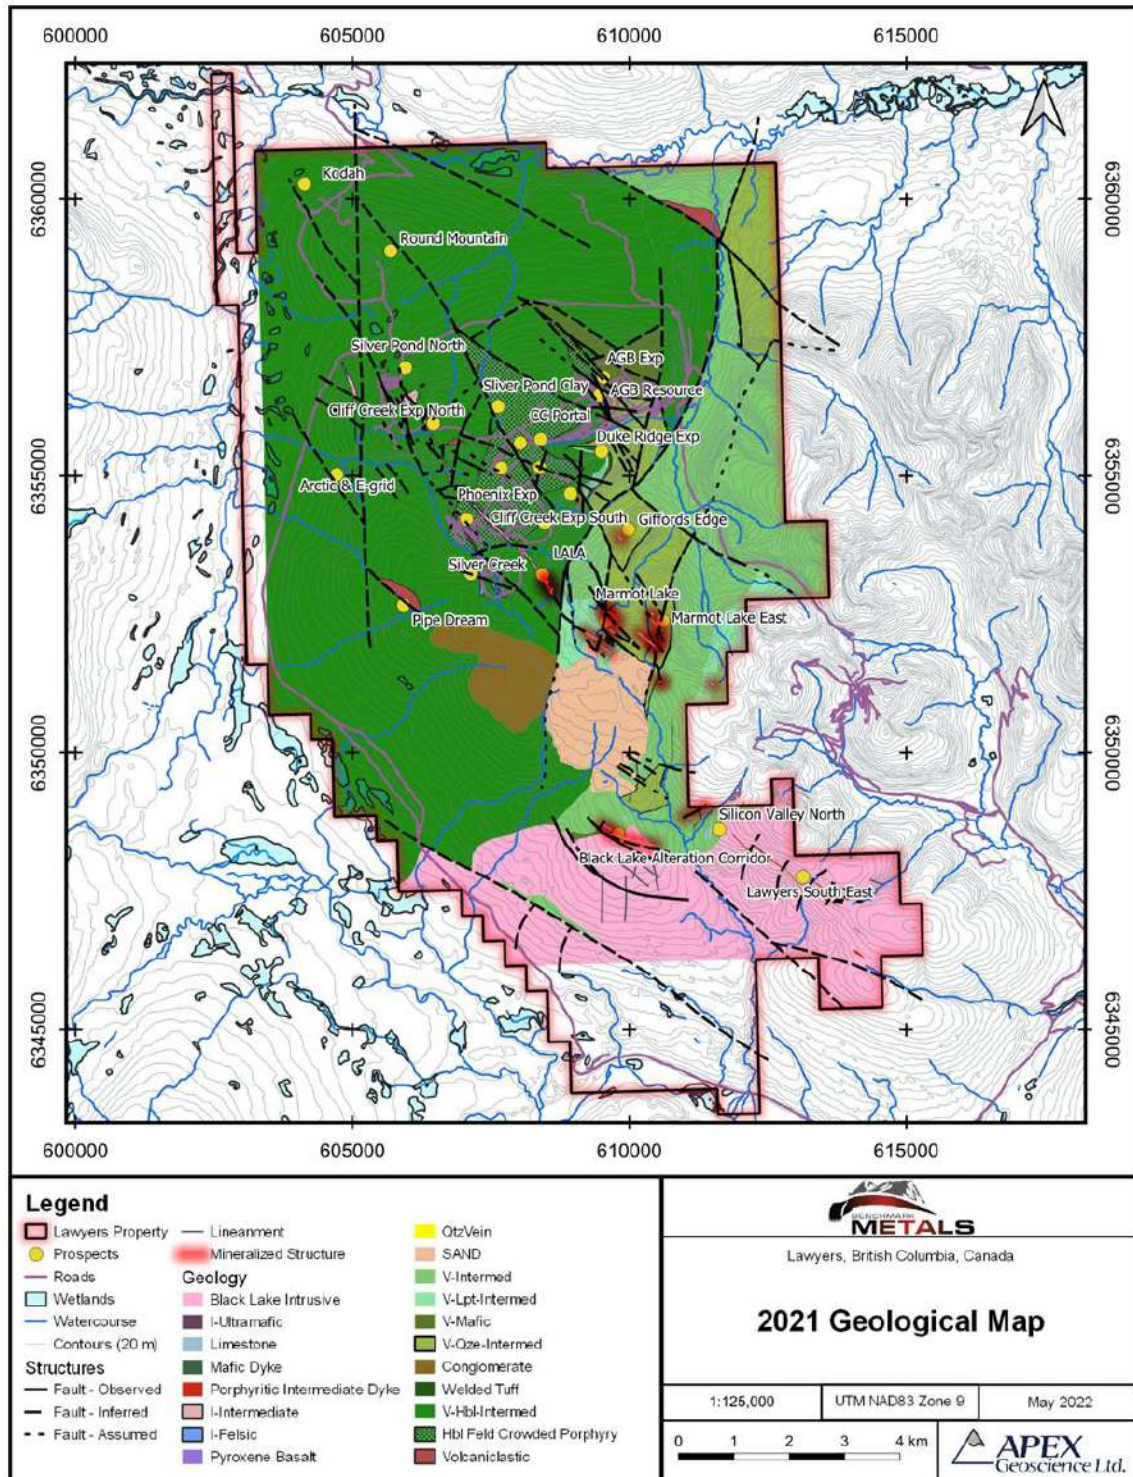 600000 605000 610000 615000
6360000 6360000
Kodah
Round Mountain
Silver Pond North
AGB Exp
Sliver Pond Clay
AGB Resource
Cliff Creek Exp North
CC Portal
Duke Ridge Exp
6355000 6355000
Arctic & E-grid
Phoenix Exp
Cliff Creek Exp South
Giffords Edge
LALA
Silver Creek
Marmot Lake
Marmot Lake East
Pipe Dream
6350000 6350000
Silicon Valley North
Black Lake Alteration Corridor
Lawyers South East
6345000 6345000
600000 605000 610000 615000
Legend
Lawyers Property
Prospects
Roads
Wetlands
Watercourse
Contours (20 m)
Structures
Fault - Observed
Fault - Inferred
Fault - Assumed
Lineanment
Mineralized Structure
Geology
Black Lake Intrusive
I-Ultramafic
Limestone
Mafic Dyke
Porphyritic Intermediate Dyke
I-Intermediate
I-Felsic
Pyroxene Basalt
QtzVein
SAND
V-Intermed
V-Lpt-Intermed
V-Mafic
V-Qze-Intermed
Conglomerate
Welded Tuff
V-Hbl-Intermed
Hbl Feld Crowded Porphyry
Volcaniclastic
BENCHMARK
METALS
Lawyers, British Columbia, Canada
2021 Geological Map
1:125,000 UTM NAD83 Zone 9 May 2022
0 1 2 3 4 km
APEX
Geoscience Ltd.